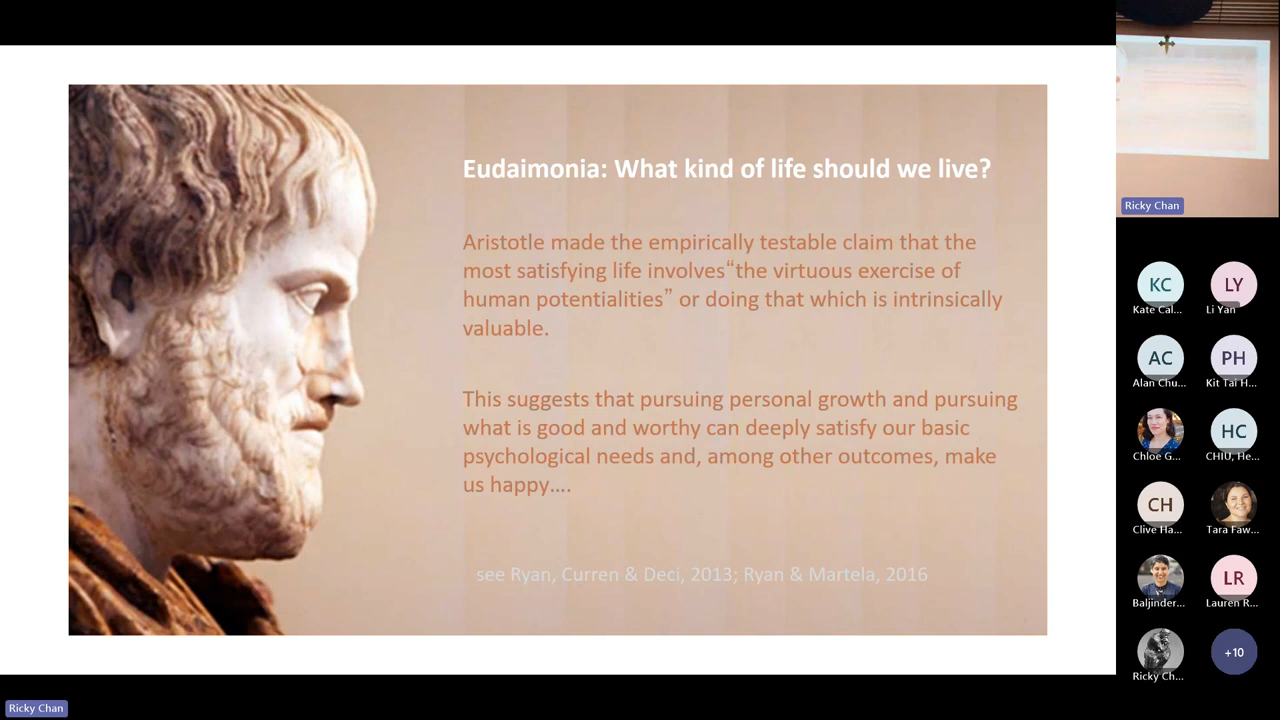 Eudaimonia: What kind of life should we live?
Aristotle made the empirically testable claim that the
most satisfying life involves“the virtuous exercise of
human potentialities” or doing that which is intrinsically
valuable.
This suggests that pursuing personal growth and pursuing
what is good and worthy can deeply satisfy our basic
psychological needs and, among other outcomes, make
us happy….
see Ryan, Curren & Deci, 2013; Ryan & Martela, 2016
Ricky Chan
KC
LY
Kate Cal...
Li Yan
AC
PH
Alan Chu...
Kit Tai H...
HC
Chloe G...
CHIU, He...
CH
Clive Ha...
Tara Faw...
LR
Baljinder...
Lauren R...
+10
Ricky Ch...
Ricky Chan